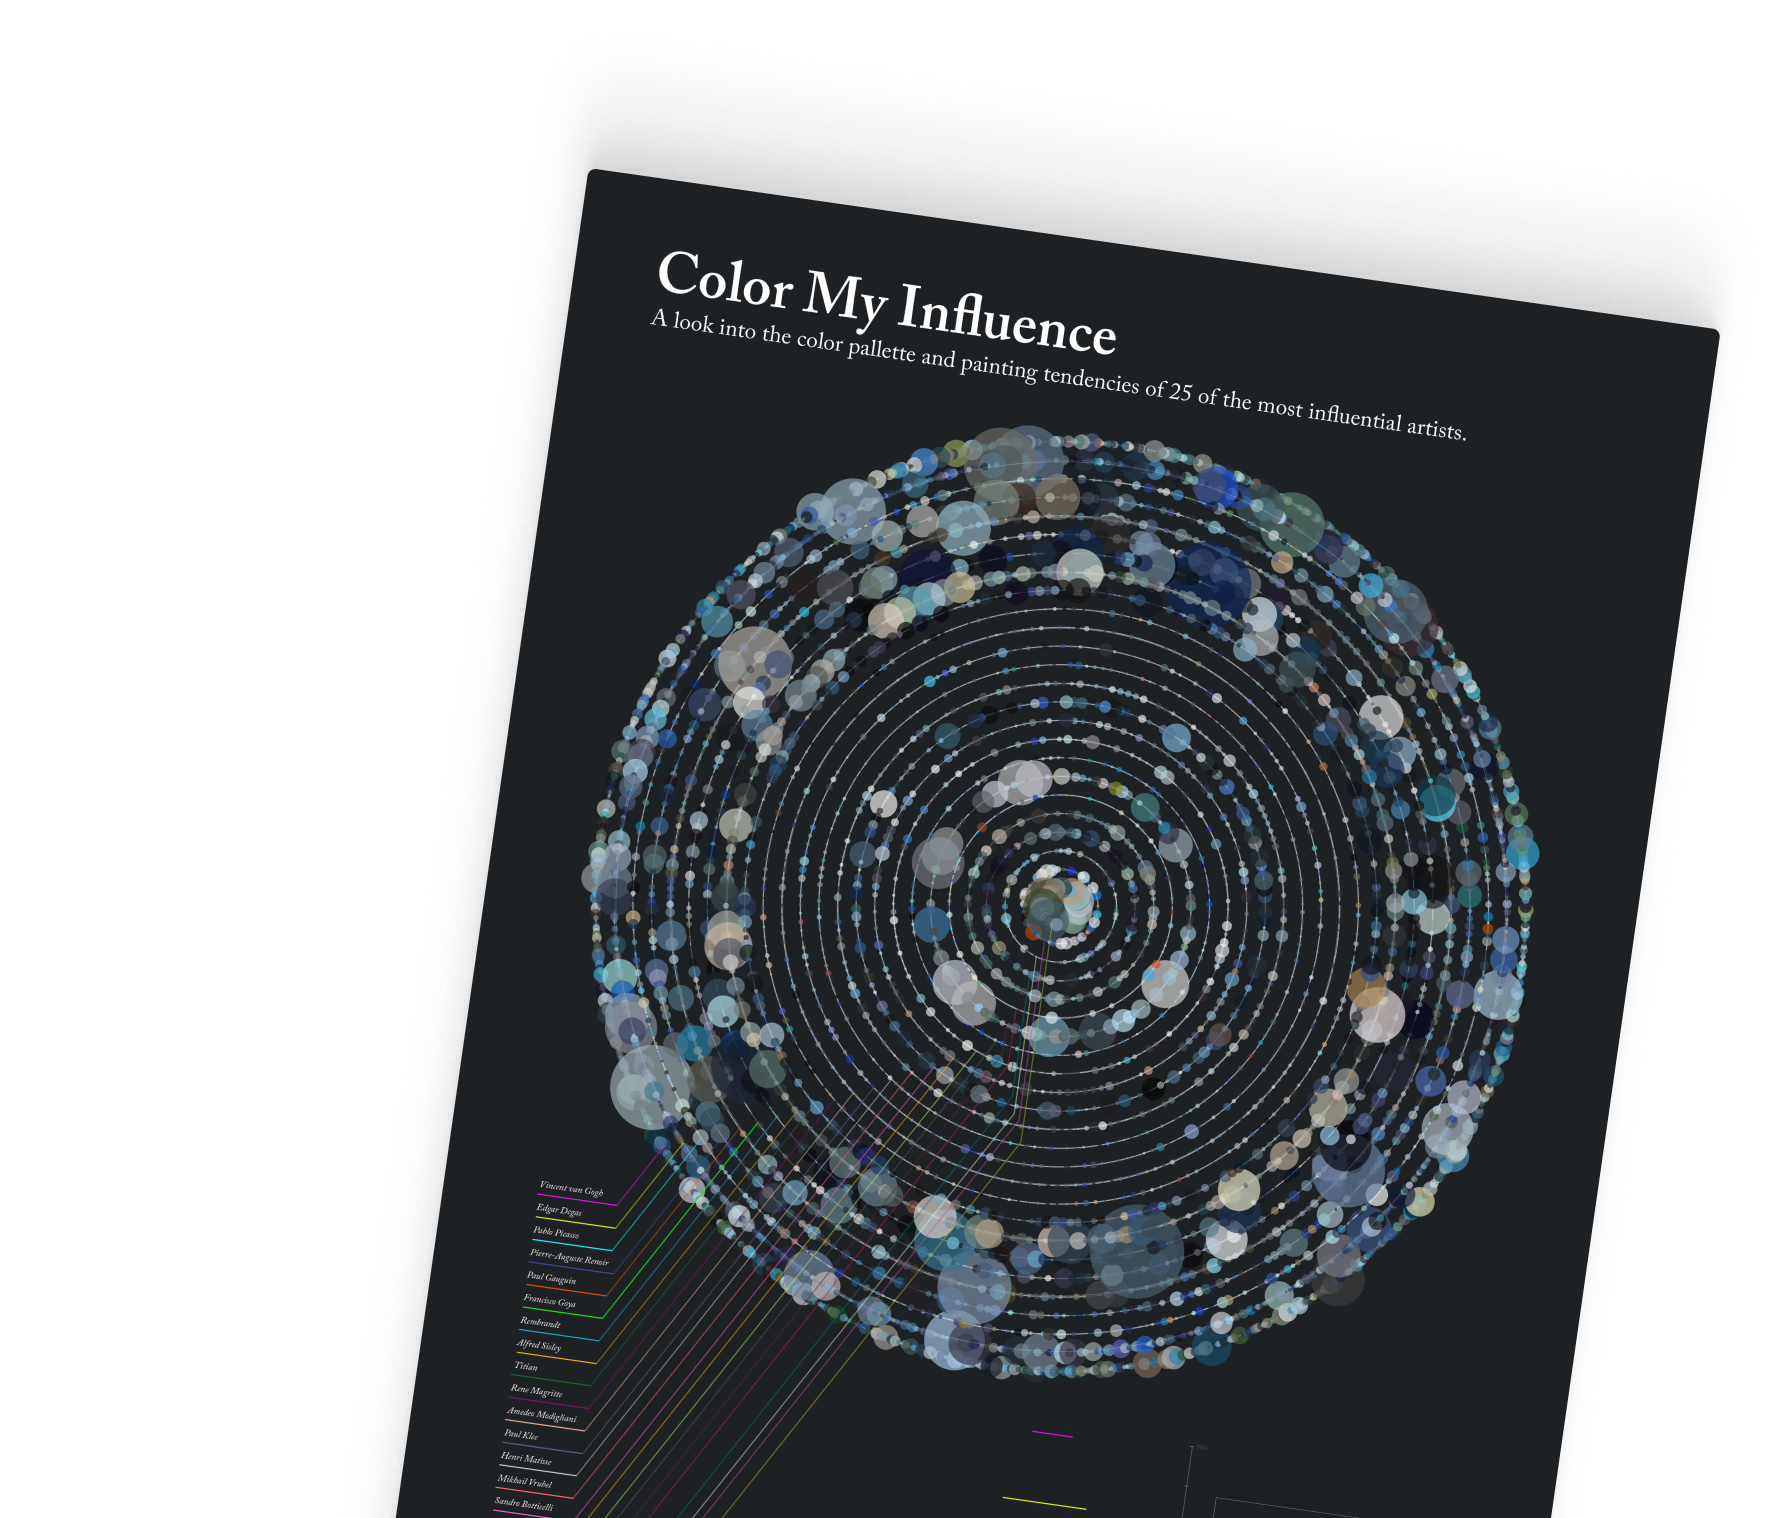 Color My Influence
A look into the color pallette and painting tendencies of 25 of the most influential artists.
Vincent van Gogh
Edgar Degas
Pablo Picasso
Pierre-Auguste Renoir
Paul Gauguin
Francisco Goya
Rembrandt
Alfred Sisley
Titian
Rene Magritte
Amedeo Modigliani
Paul Klee
Henri Matisse
Mikhail Vrubel
Sandro Botticelli